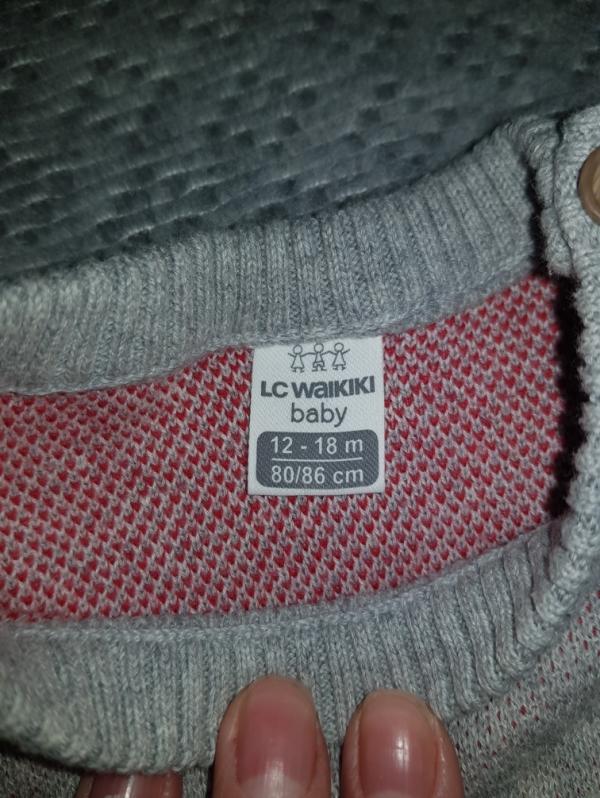 LC WAIKIKI
baby
12 - 18 m
80/86 cm